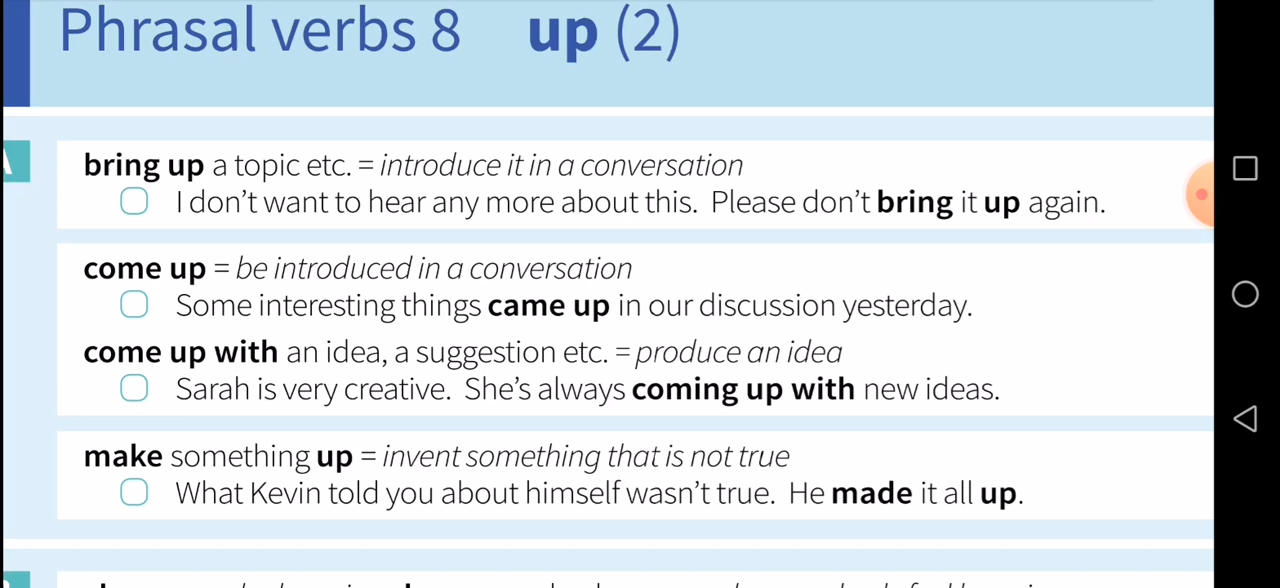 Phrasal verbs 8 up (2)
A
bring up a topic etc. = introduce it in a conversation
I don't want to hear any more about this. Please don't bring it up again.
come up = be introduced in a conversation
Some interesting things came up in our discussion yesterday.
come up with an idea, a suggestion etc. = produce an idea
Sarah is very creative. She's always coming up with new ideas.
make something up = invent something that is not true
What Kevin told you about himself wasn't true. He made it all up.